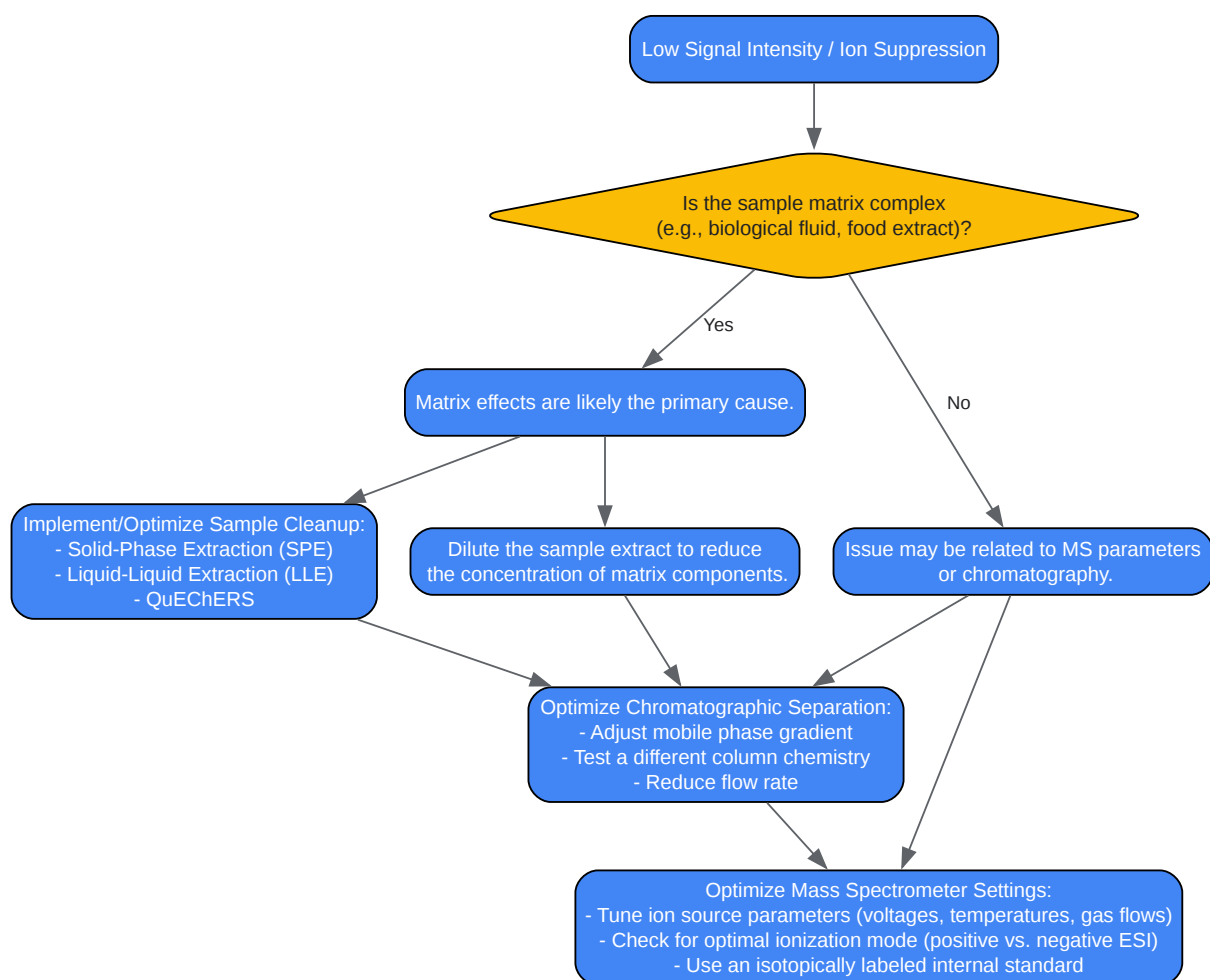 Low Signal Intensity / Ion Suppression
Is the sample matrix complex
(e.g., biological fluid, food extract)?
Yes
No
Matrix effects are likely the primary cause.
Implement/Optimize Sample Cleanup:
- Solid-Phase Extraction (SPE)
- Liquid-Liquid Extraction (LLE)
- QuEChERS
Dilute the sample extract to reduce
the concentration of matrix components.
Issue may be related to MS parameters
or chromatography.
Optimize Chromatographic Separation:
- Adjust mobile phase gradient
- Test a different column chemistry
- Reduce flow rate
Optimize Mass Spectrometer Settings:
- Tune ion source parameters (voltages, temperatures, gas flows)
- Check for optimal ionization mode (positive vs. negative ESI)
- Use an isotopically labeled internal standard